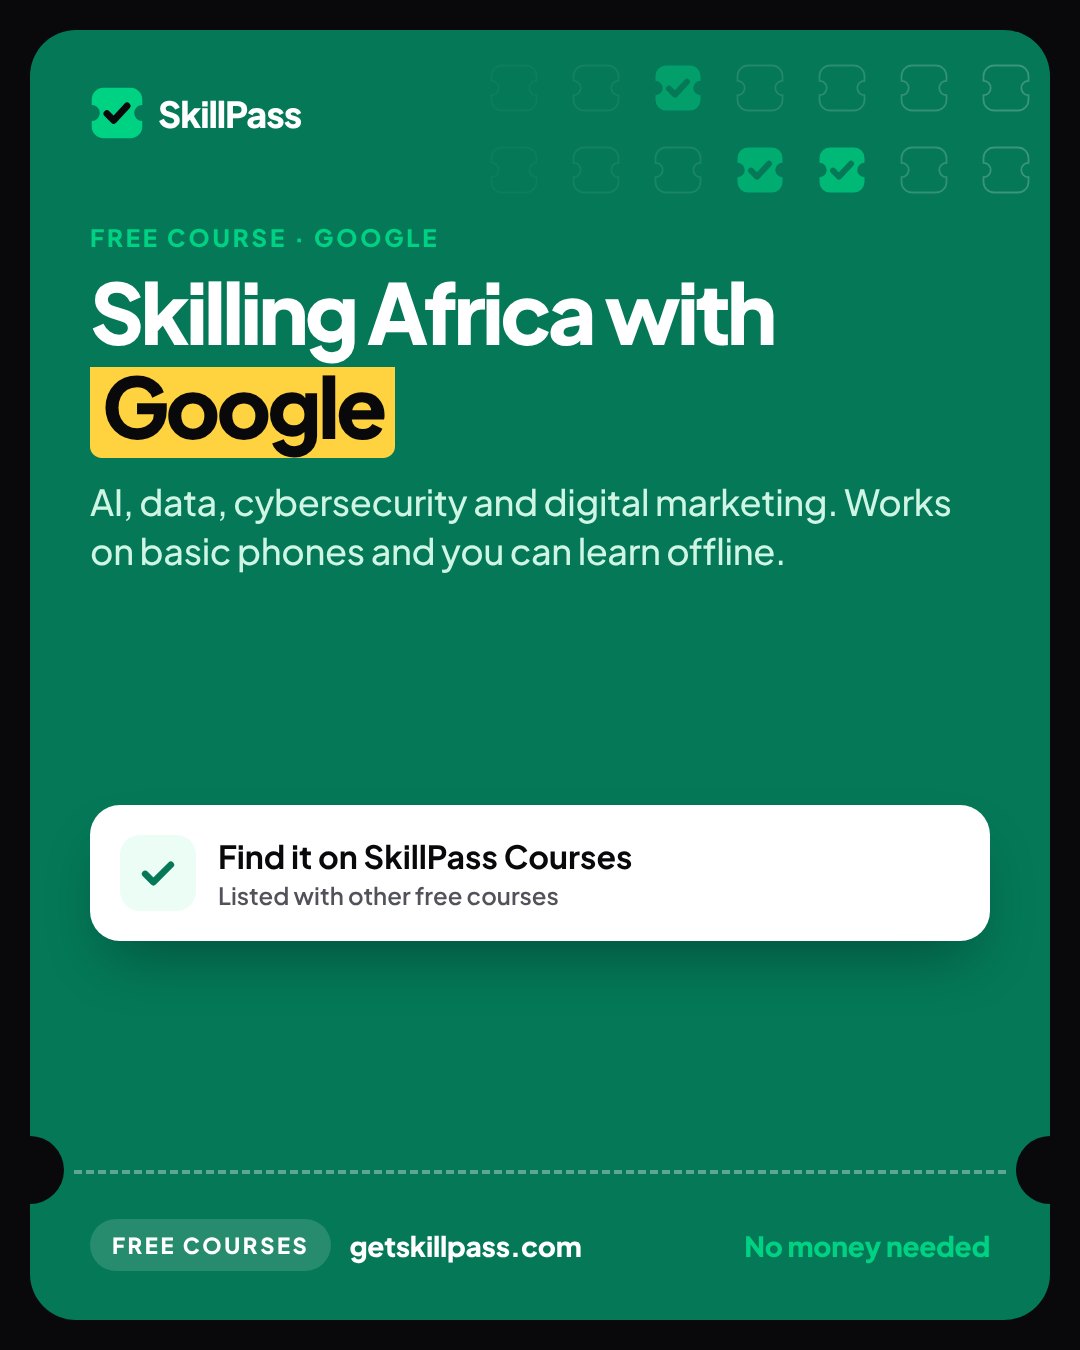 SkillPass
FREE COURSE · GOOGLE
Skilling Africa with
Google
AI, data, cybersecurity and digital marketing. Works
on basic phones and you can learn offline.
Find it on SkillPass Courses
Listed with other free courses
FREE COURSES
getskillpass.com
No money needed